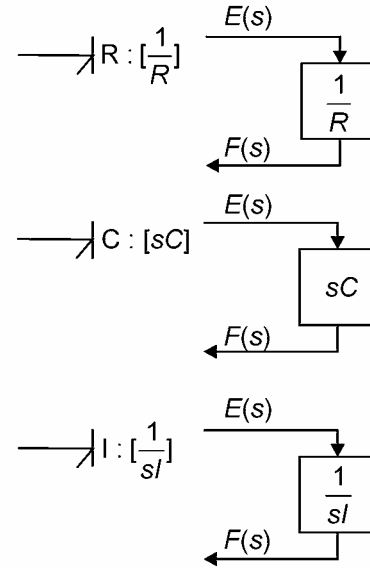 R : [1/R]
E(s)
1/R
F(s)
C : [sC]
E(s)
sC
F(s)
I : [1/sI]
E(s)
1/sI
F(s)